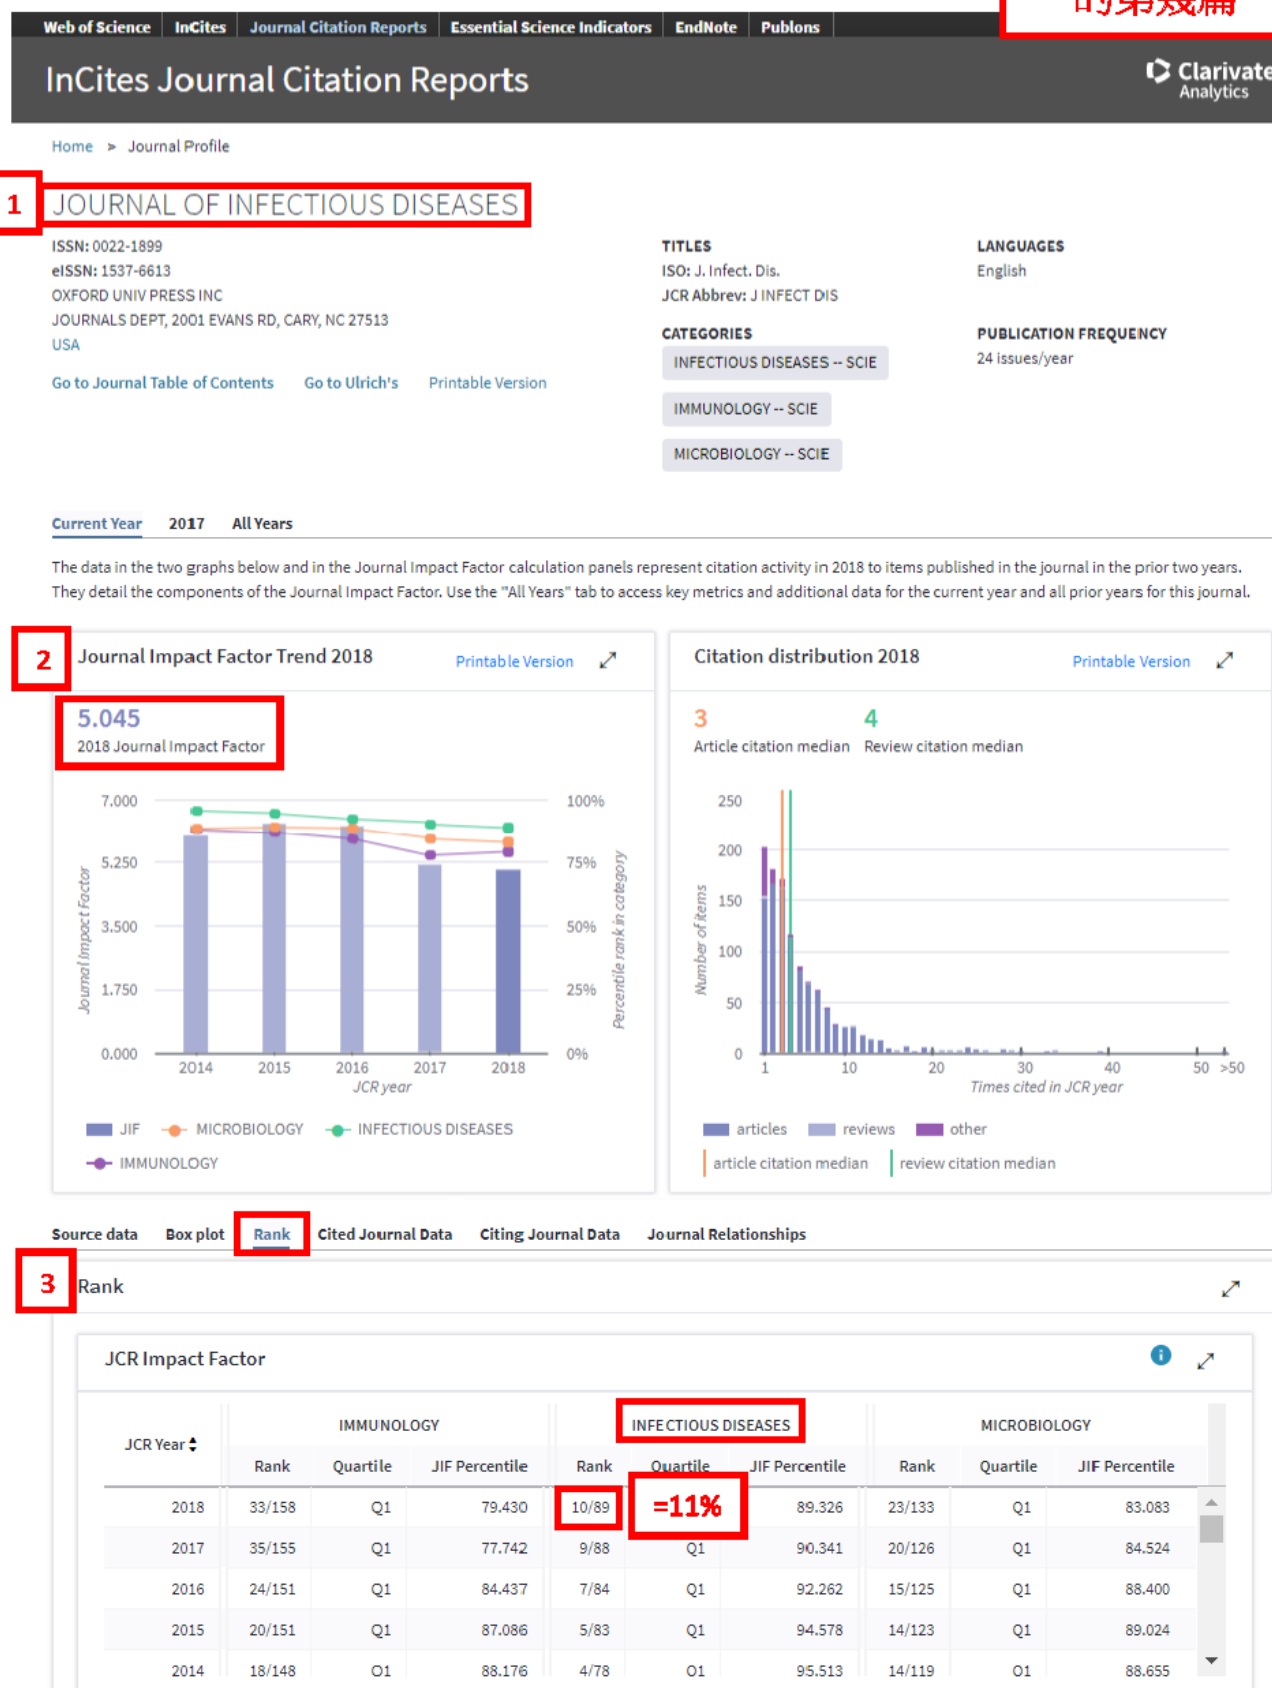 的第幾篇
Web of Science InCites Journal Citation Reports Essential Science Indicators EndNote Publons
InCites Journal Citation Reports
Clarivate
Analytics
Home > Journal Profile
1
JOURNAL OF INFECTIOUS DISEASES
ISSN: 0022-1899
eISSN: 1537-6613
OXFORD UNIV PRESS INC
JOURNALS DEPT, 2001 EVANS RD, CARY, NC 27513
USA
Go to Journal Table of Contents Go to Ulrich's Printable Version
TITLES
ISO: J. Infect. Dis.
JCR Abbrev: J INFECT DIS
CATEGORIES
INFECTIOUS DISEASES -- SCIE
IMMUNOLOGY -- SCIE
MICROBIOLOGY -- SCIE
LANGUAGES
English
PUBLICATION FREQUENCY
24 issues/year
Current Year 2017 All Years
The data in the two graphs below and in the Journal Impact Factor calculation panels represent citation activity in 2018 to items published in the journal in the prior two years.
They detail the components of the Journal Impact Factor. Use the "All Years" tab to access key metrics and additional data for the current year and all prior years for this journal.
2
Journal Impact Factor Trend 2018 Printable Version
5.045
2018 Journal Impact Factor
7.000
5.250
3.500
1.750
0.000
Journal Impact Factor
100%
75%
50%
25%
0%
Percentile rank in category
2014 2015 2016 2017 2018
JCR year
JIF MICROBIOLOGY INFECTIOUS DISEASES
IMMUNOLOGY
Citation distribution 2018 Printable Version
3 4
Article citation median Review citation median
250
200
150
100
50
0
Number of items
1 10 20 30 40 50 >50
Times cited in JCR year
articles reviews other
article citation median review citation median
Source data Box plot Rank Cited Journal Data Citing Journal Data Journal Relationships
3
Rank
JCR Impact Factor
JCR Year IMMUNOLOGY INFECTIOUS DISEASES MICROBIOLOGY
Rank Quartile JIF Percentile Rank Quartile JIF Percentile Rank Quartile JIF Percentile
2018 33/158 Q1 79.430 10/89 =11% 89.326 23/133 Q1 83.083
2017 35/155 Q1 77.742 9/88 Q1 90.341 20/126 Q1 84.524
2016 24/151 Q1 84.437 7/84 Q1 92.262 15/125 Q1 88.400
2015 20/151 Q1 87.086 5/83 Q1 94.578 14/123 Q1 89.024
2014 18/148 Q1 88.176 4/78 Q1 95.513 14/119 Q1 88.655